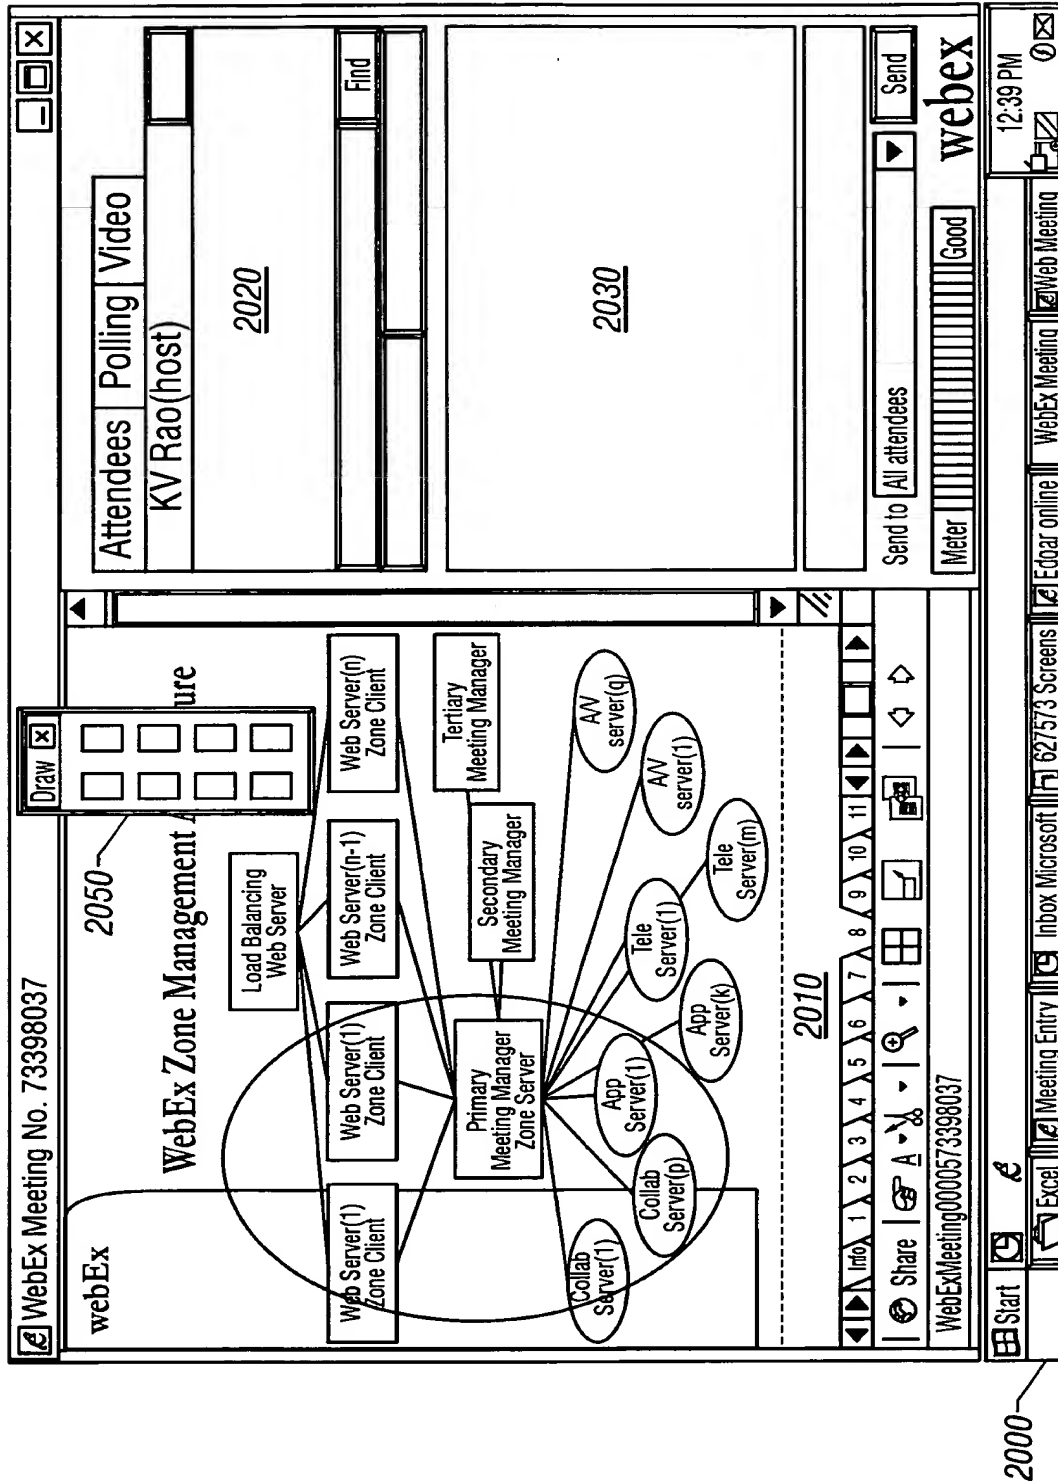 WebEx Meeting No. 73398037
Draw
2050
webEx
WebEx Zone Management A
ure
Load Balancing
Web Server
Web Server(1)
Zone Client
Web Server(1)
Zone Client
Web Server(n-1)
Zone Client
Web Server(n)
Zone Client
Primary
Meeting Manager
Zone Server
Secondary
Meeting Manager
Tertiary
Meeting Manager
Collab
Server(1)
Collab
Server(p)
App
Server(1)
App
Server(k)
Tele
Server(1)
Tele
Server(m)
A/V
server(1)
A/V
server(q)
2010
Info 1 2 3 4 5 6 7 8 9 10 11
Share A
WebExMeeting0000573398037
Attendees Polling Video
KV Rao(host)
2020
Find
2030
Send to All attendees Send
Meter Good
webex
Start
12:39 PM
Excel Meeting Entry Inbox Microsoft 627573 Screens Edgar online WebEx Meeting Web Meeting
2000